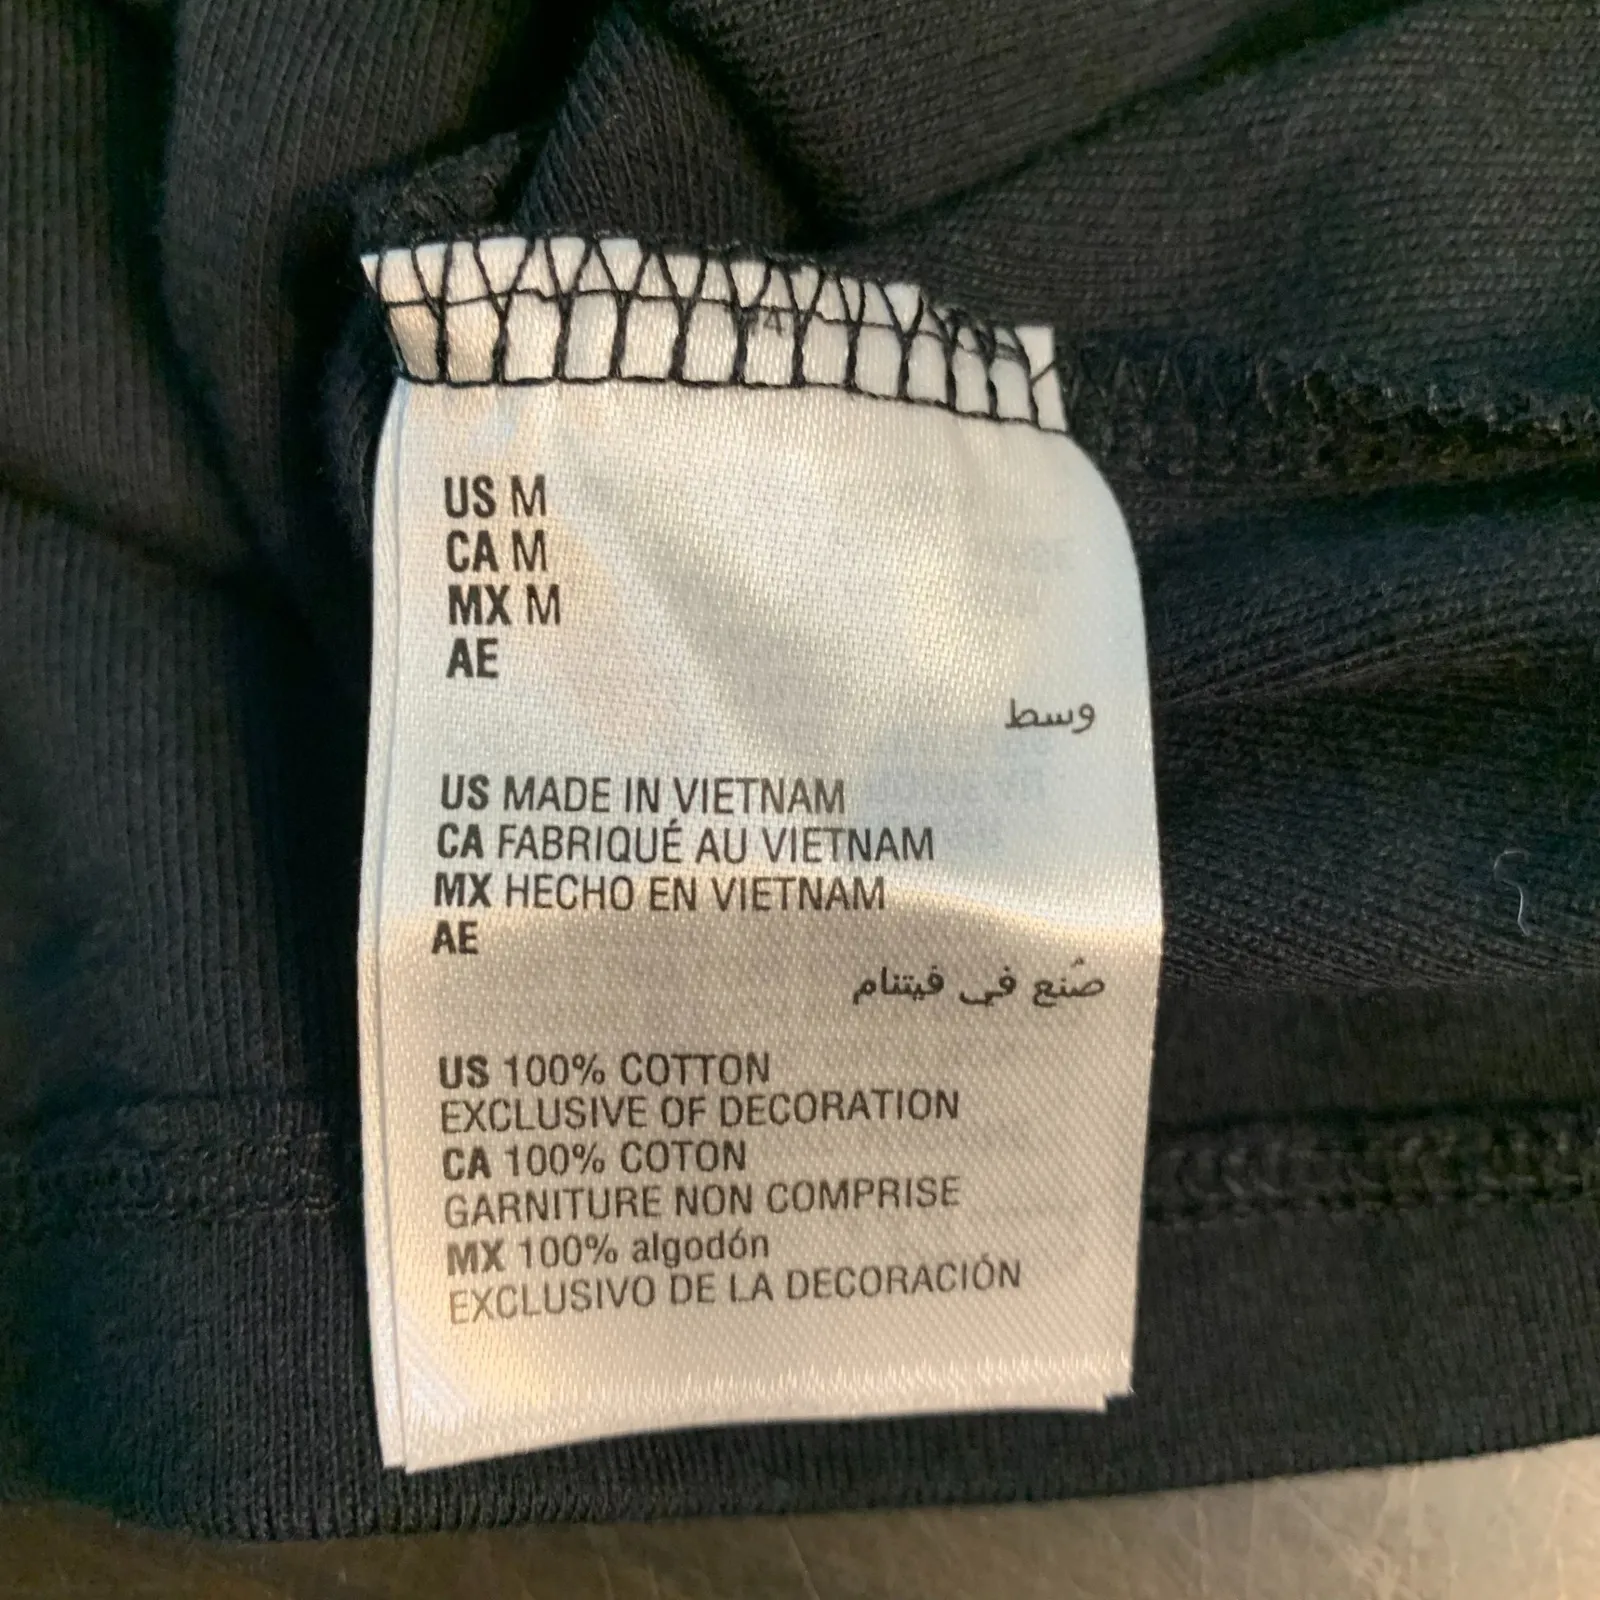 US M
CA M
MX M
AE
وسط
US MADE IN VIETNAM
CA FABRIQUÉ AU VIETNAM
MX HECHO EN VIETNAM
AE
صُنع في فيتنام
US 100% COTTON
EXCLUSIVE OF DECORATION
CA 100% COTON
GARNITURE NON COMPRISE
MX 100% algodón
EXCLUSIVO DE LA DECORACIÓN